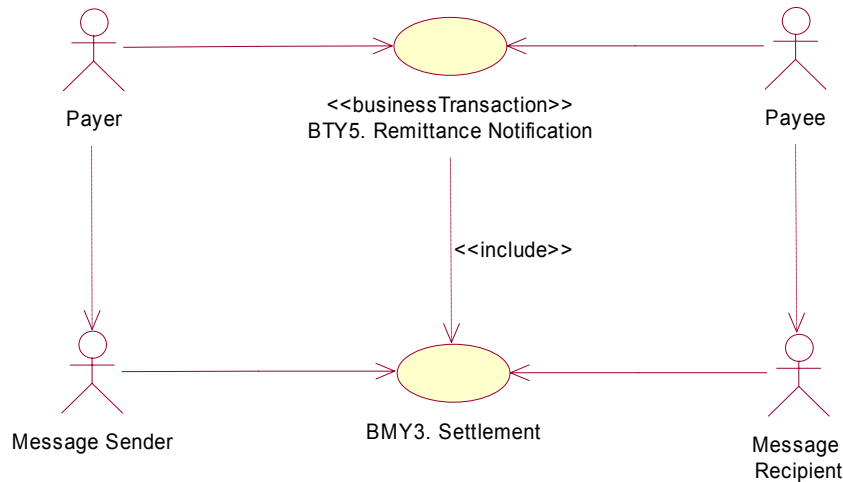 <<businessTransaction>>
Payer
BTY5. Remittance Notification
Payee
<<include>>
Message Sender
BMY3. Settlement
Message
Recipient